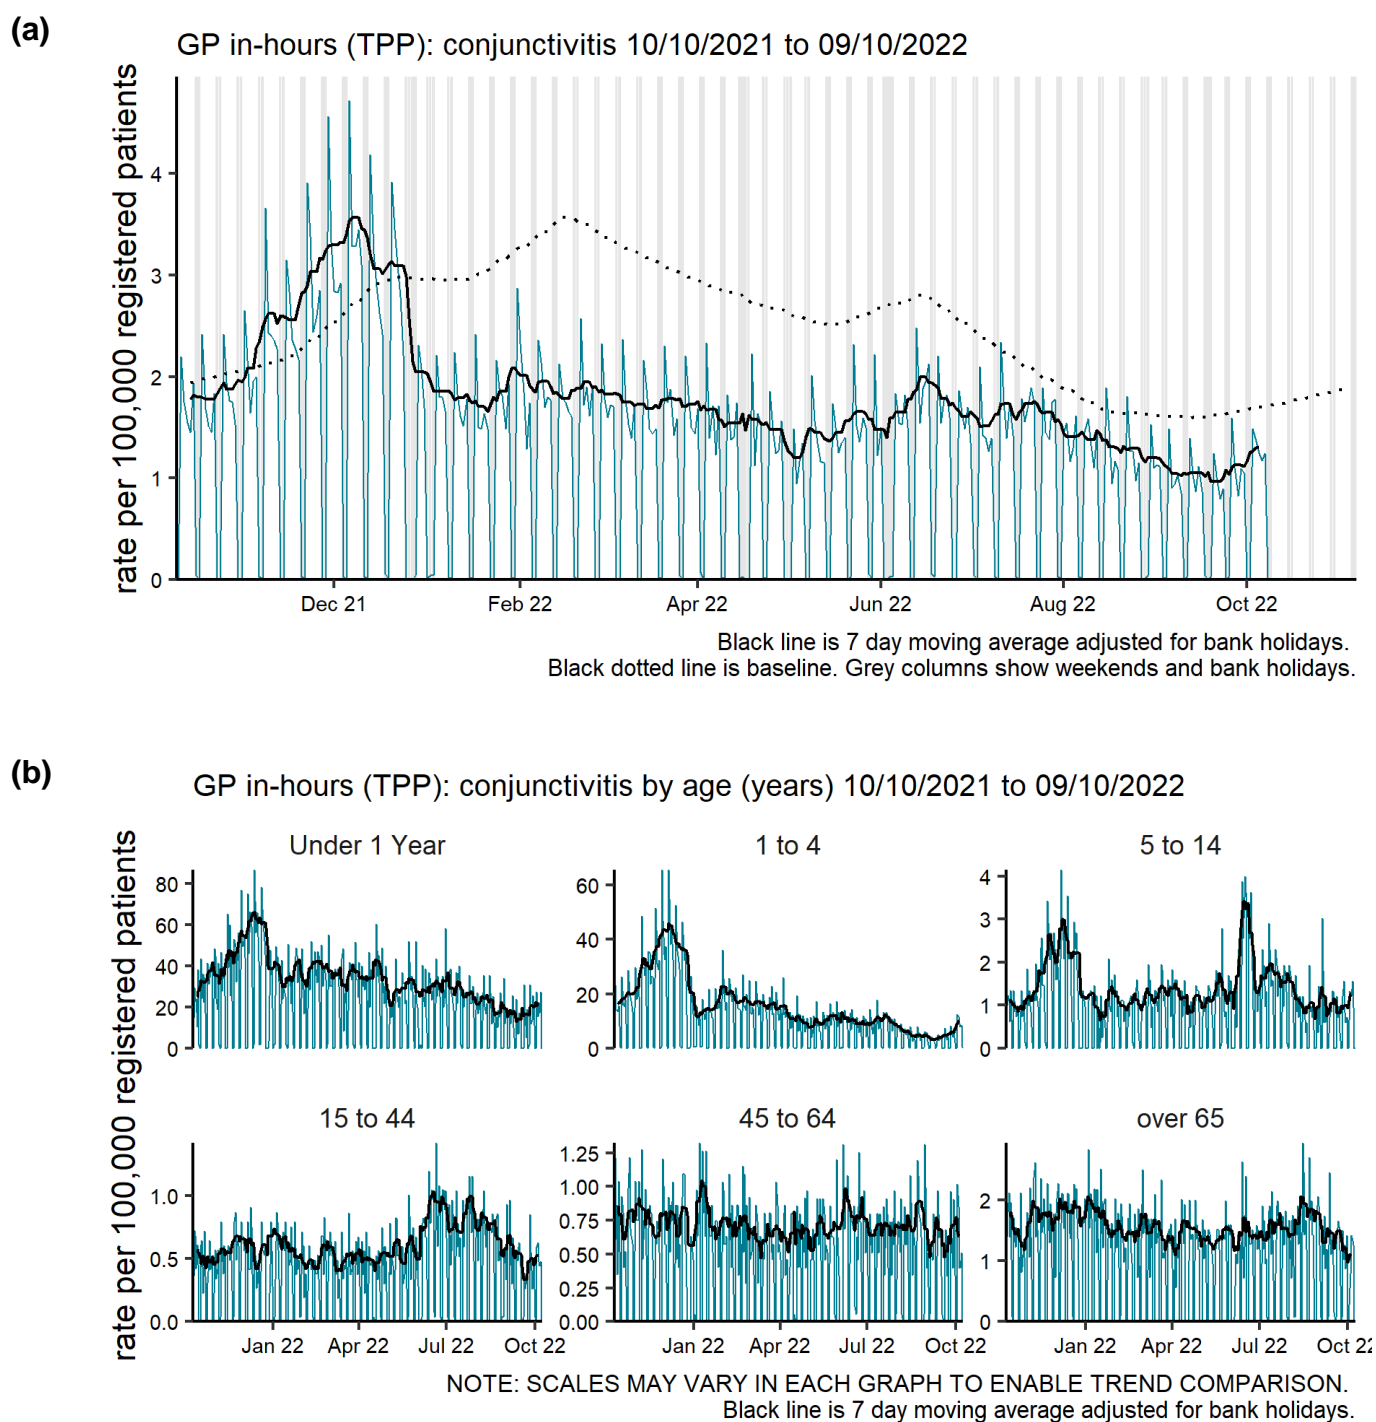 (a)
GP in-hours (TPP): conjunctivitis 10/10/2021 to 09/10/2022
rate per 100,000 registered patients
4
3
2
1
0
Dec 21 Feb 22 Apr 22 Jun 22 Aug 22 Oct 22
Black line is 7 day moving average adjusted for bank holidays.
Black dotted line is baseline. Grey columns show weekends and bank holidays.
(b)
GP in-hours (TPP): conjunctivitis by age (years) 10/10/2021 to 09/10/2022
rate per 100,000 registered patients
Under 1 Year
80
60
40
20
0
1 to 4
60
40
20
0
5 to 14
4
3
2
1
0
15 to 44
1.0
0.5
0.0
Jan 22 Apr 22 Jul 22 Oct 22
45 to 64
1.25
1.00
0.75
0.50
0.25
0.00
Jan 22 Apr 22 Jul 22 Oct 22
over 65
2
1
0
Jan 22 Apr 22 Jul 22 Oct 22
NOTE: SCALES MAY VARY IN EACH GRAPH TO ENABLE TREND COMPARISON.
Black line is 7 day moving average adjusted for bank holidays.